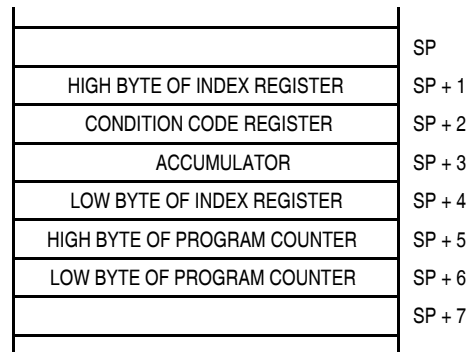 SP
HIGH BYTE OF INDEX REGISTER SP + 1
CONDITION CODE REGISTER SP + 2
ACCUMULATOR SP + 3
LOW BYTE OF INDEX REGISTER SP + 4
HIGH BYTE OF PROGRAM COUNTER SP + 5
LOW BYTE OF PROGRAM COUNTER SP + 6
SP + 7